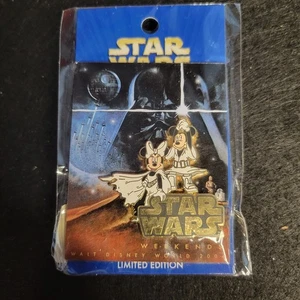 STAR
WARS
STAR
WARS
WEEKENDS
WALT DISNEY WORLD
LIMITED EDITION